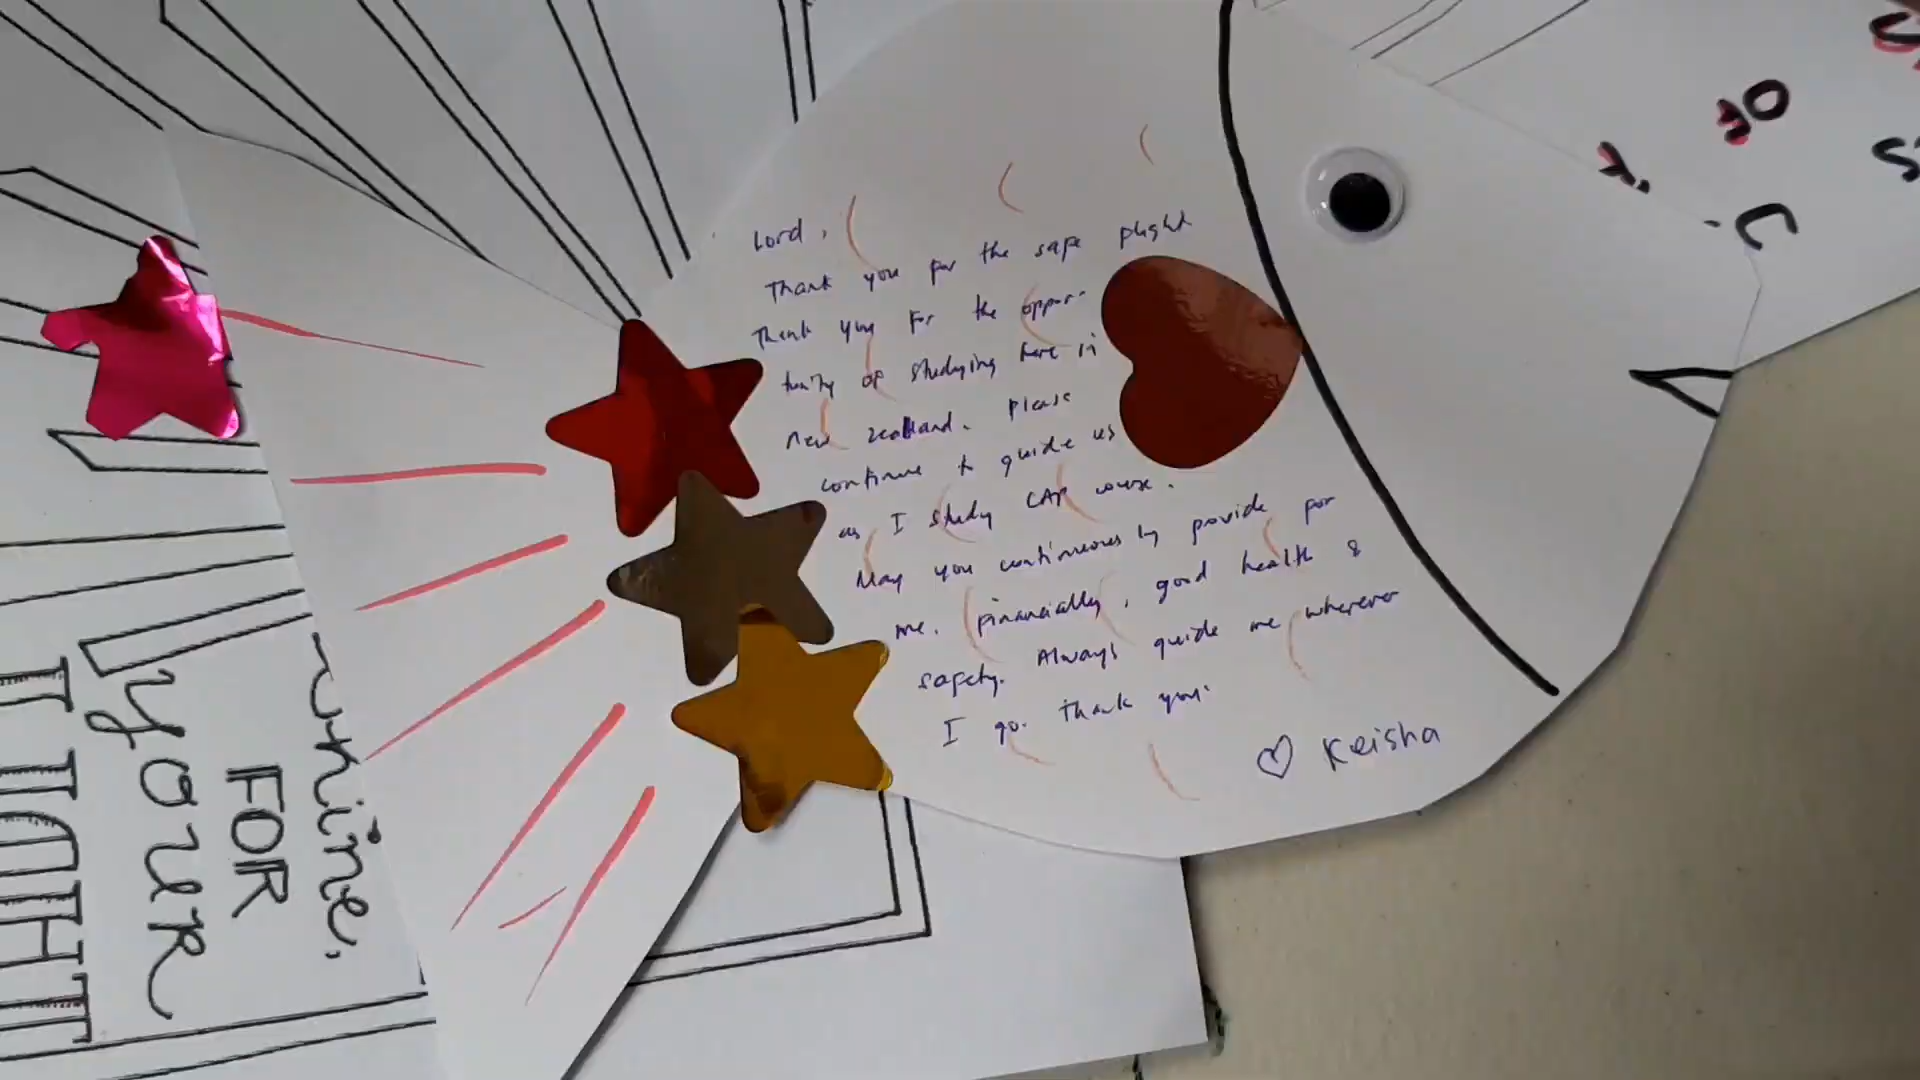 Lord,
Thank you for the safe flight
Thank you for the oppor-
tunity of studying here in
New Zealand. Please
continue to guide us
as I study CAP course.
May you continuously provide for
me. financially, good health &
safety. Always guide me wherever
I go. Thank you.
♡ Keisha
shine,
FOR
your
LIGHT
OF